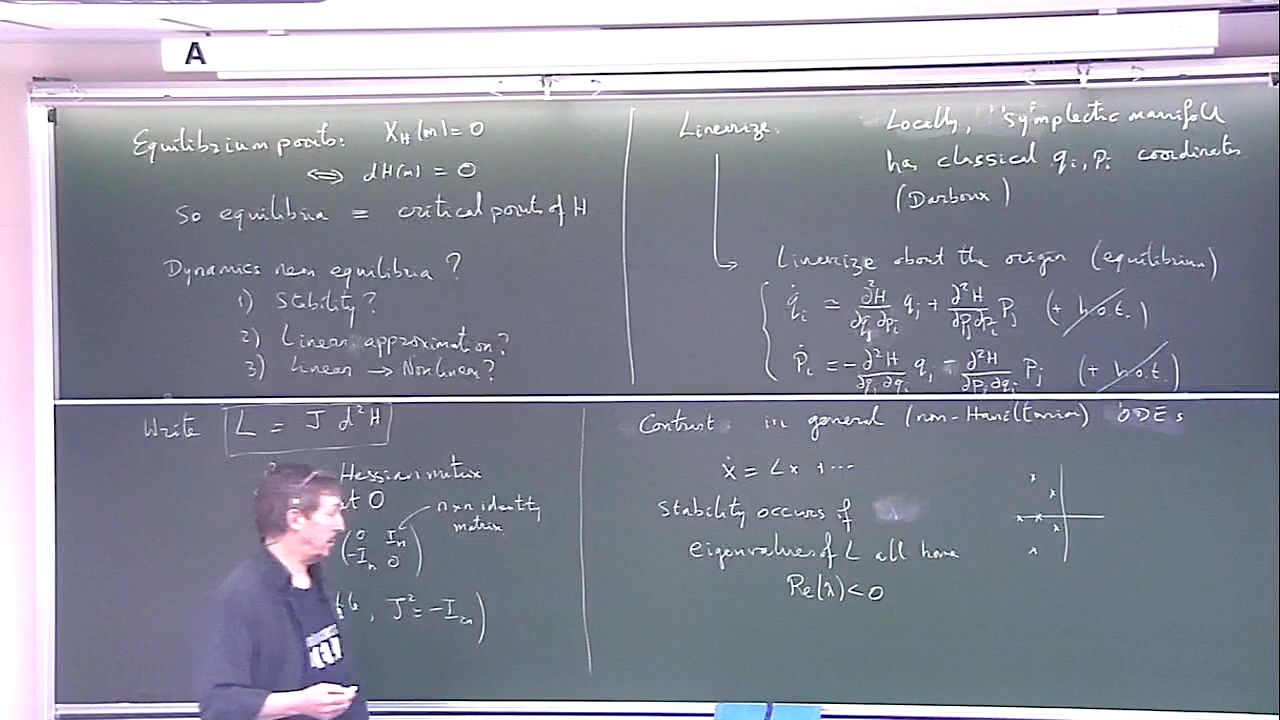 A
Equilibrium points: X_H(m) = 0
⟺ dH(m) = 0
So equilibria = critical points of H
Dynamics near equilibria?
1) Stability?
2) Linear approximation?
3) Linear → Nonlinear?
Linearize.
Locally, symplectic manifold
has classical q_i, p_i coordinates
(Darboux)
Linearize about the origin (equilibrium)
q̇_i ≃ ∂²H/∂q_j∂p_i q_j + ∂²H/∂p_j∂p_i p_j (+ h.o.t.)
ṗ_i = -∂²H/∂q_j∂q_i q_j - ∂²H/∂p_j∂q_i p_j (+ h.o.t.)
Write L = J d²H
Hessian matrix
at 0
n×n identity
matrix
(0 I_n
-I_n 0)
, J² = -I_2n)
Contrast: in general (non-Hamiltonian) ODEs
ẋ = Lx + ...
stability occurs if
eigenvalues of L all have
Re(λ) < 0